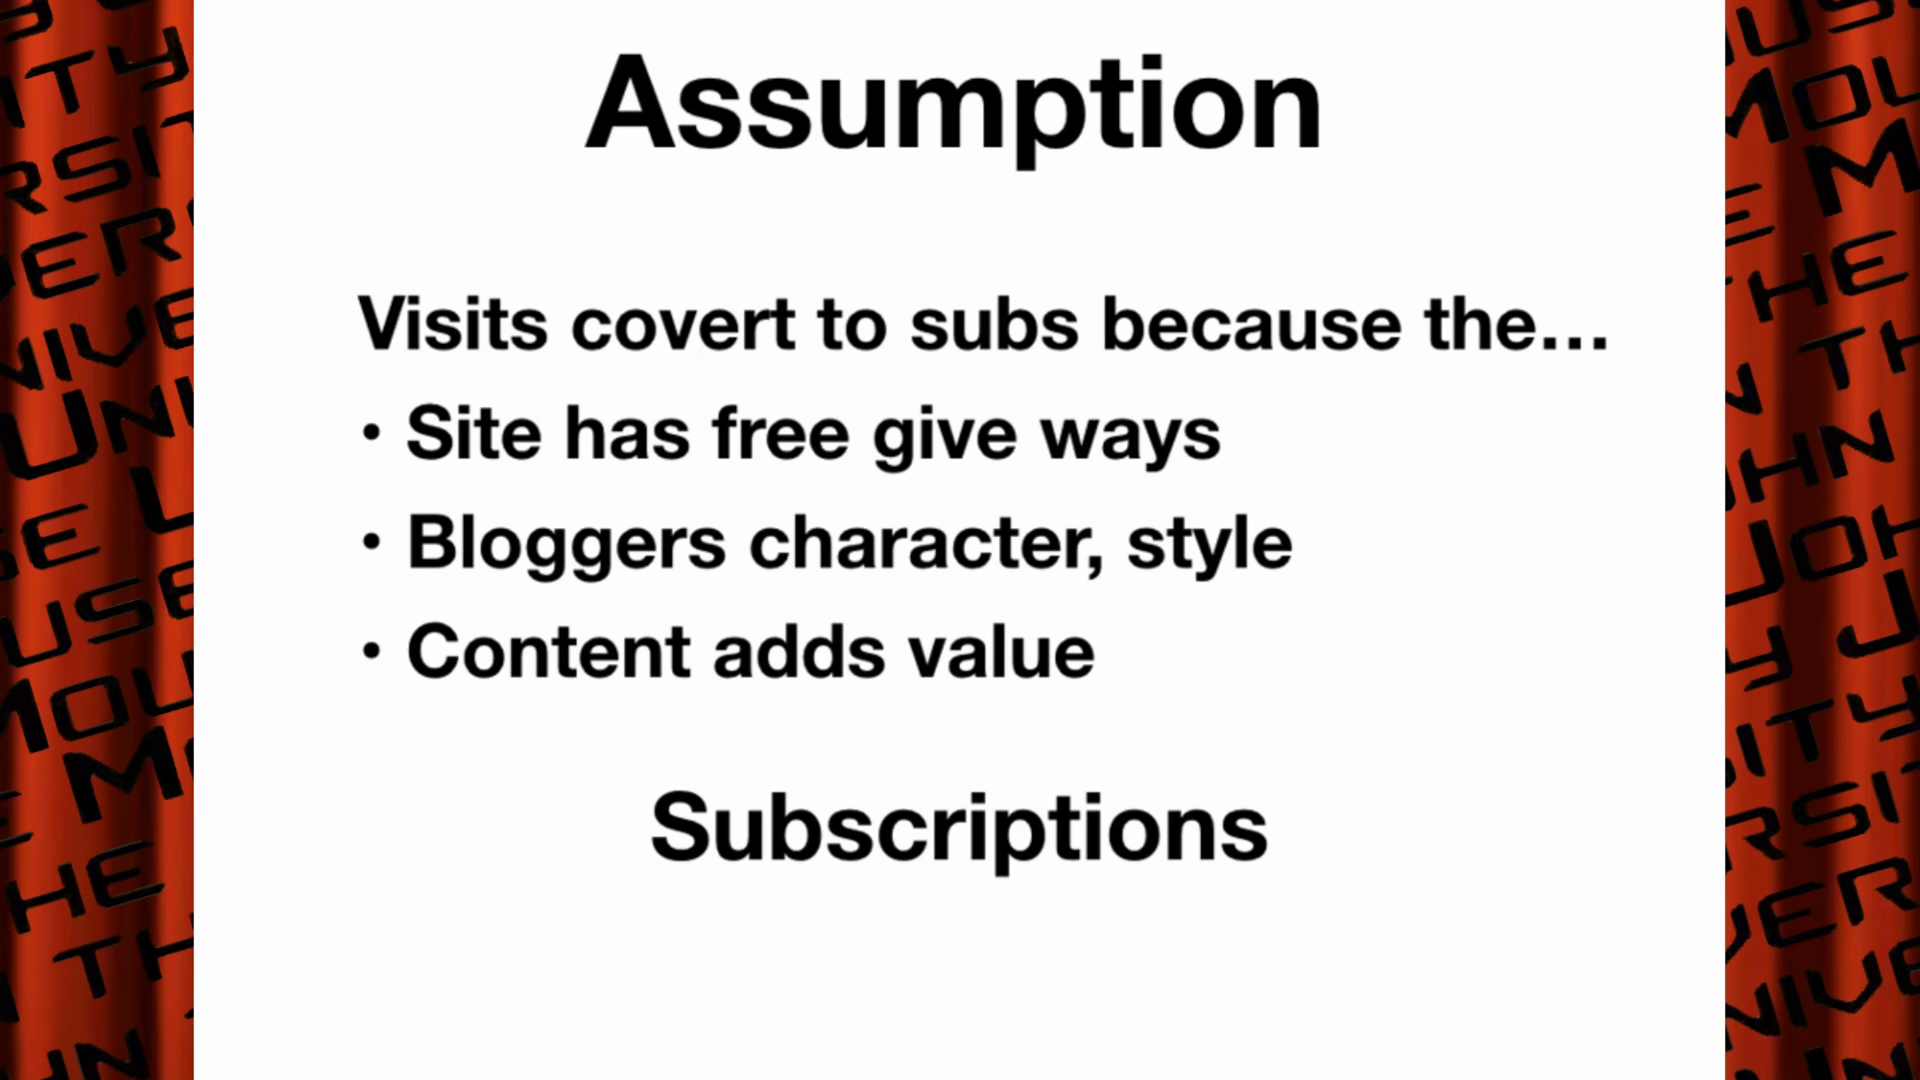 Assumption
Visits covert to subs because the...
• Site has free give ways
• Bloggers character, style
• Content adds value
Subscriptions